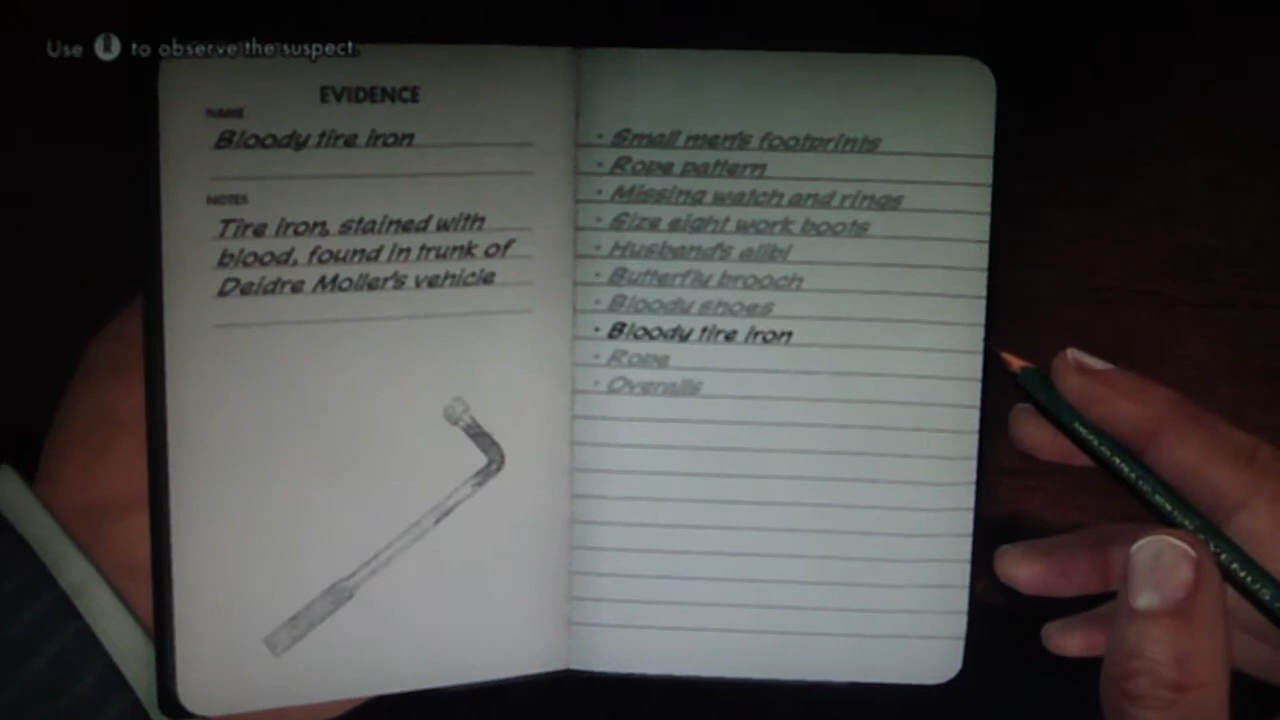 Use R to observe the suspect.
EVIDENCE
NAME
Bloody tire iron
NOTES
Tire iron, stained with
blood, found in trunk of
Deidre Moller's vehicle
• Small men's footprints
• Rope pattern
• Missing watch and rings
• Size eight work boots
• Husband's alibi
• Butterfly brooch
• Bloody shoes
• Bloody tire iron
• Rope
• Overalls
VENUS